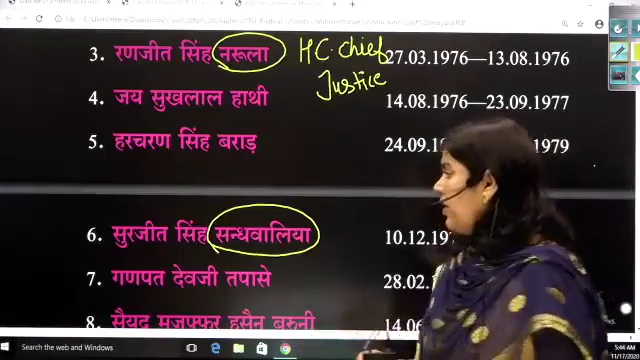 3. रणजीत सिंह नरूला H.C. chief 27.03.1976—13.08.1976
Justice
4. जय सुखलाल हाथी 14.08.1976—23.09.1977
5. हरचरण सिंह बराड़ 24.09.19 1979
6. सुरजीत सिंह सन्धवालिया 10.12.197
7. गणपत देवजी तपासे 28.02.1
8. सैयद मुजफ्फर हुसैन बरुनी 14.06
Search the web and Windows
5:44 AM
11/17/2020